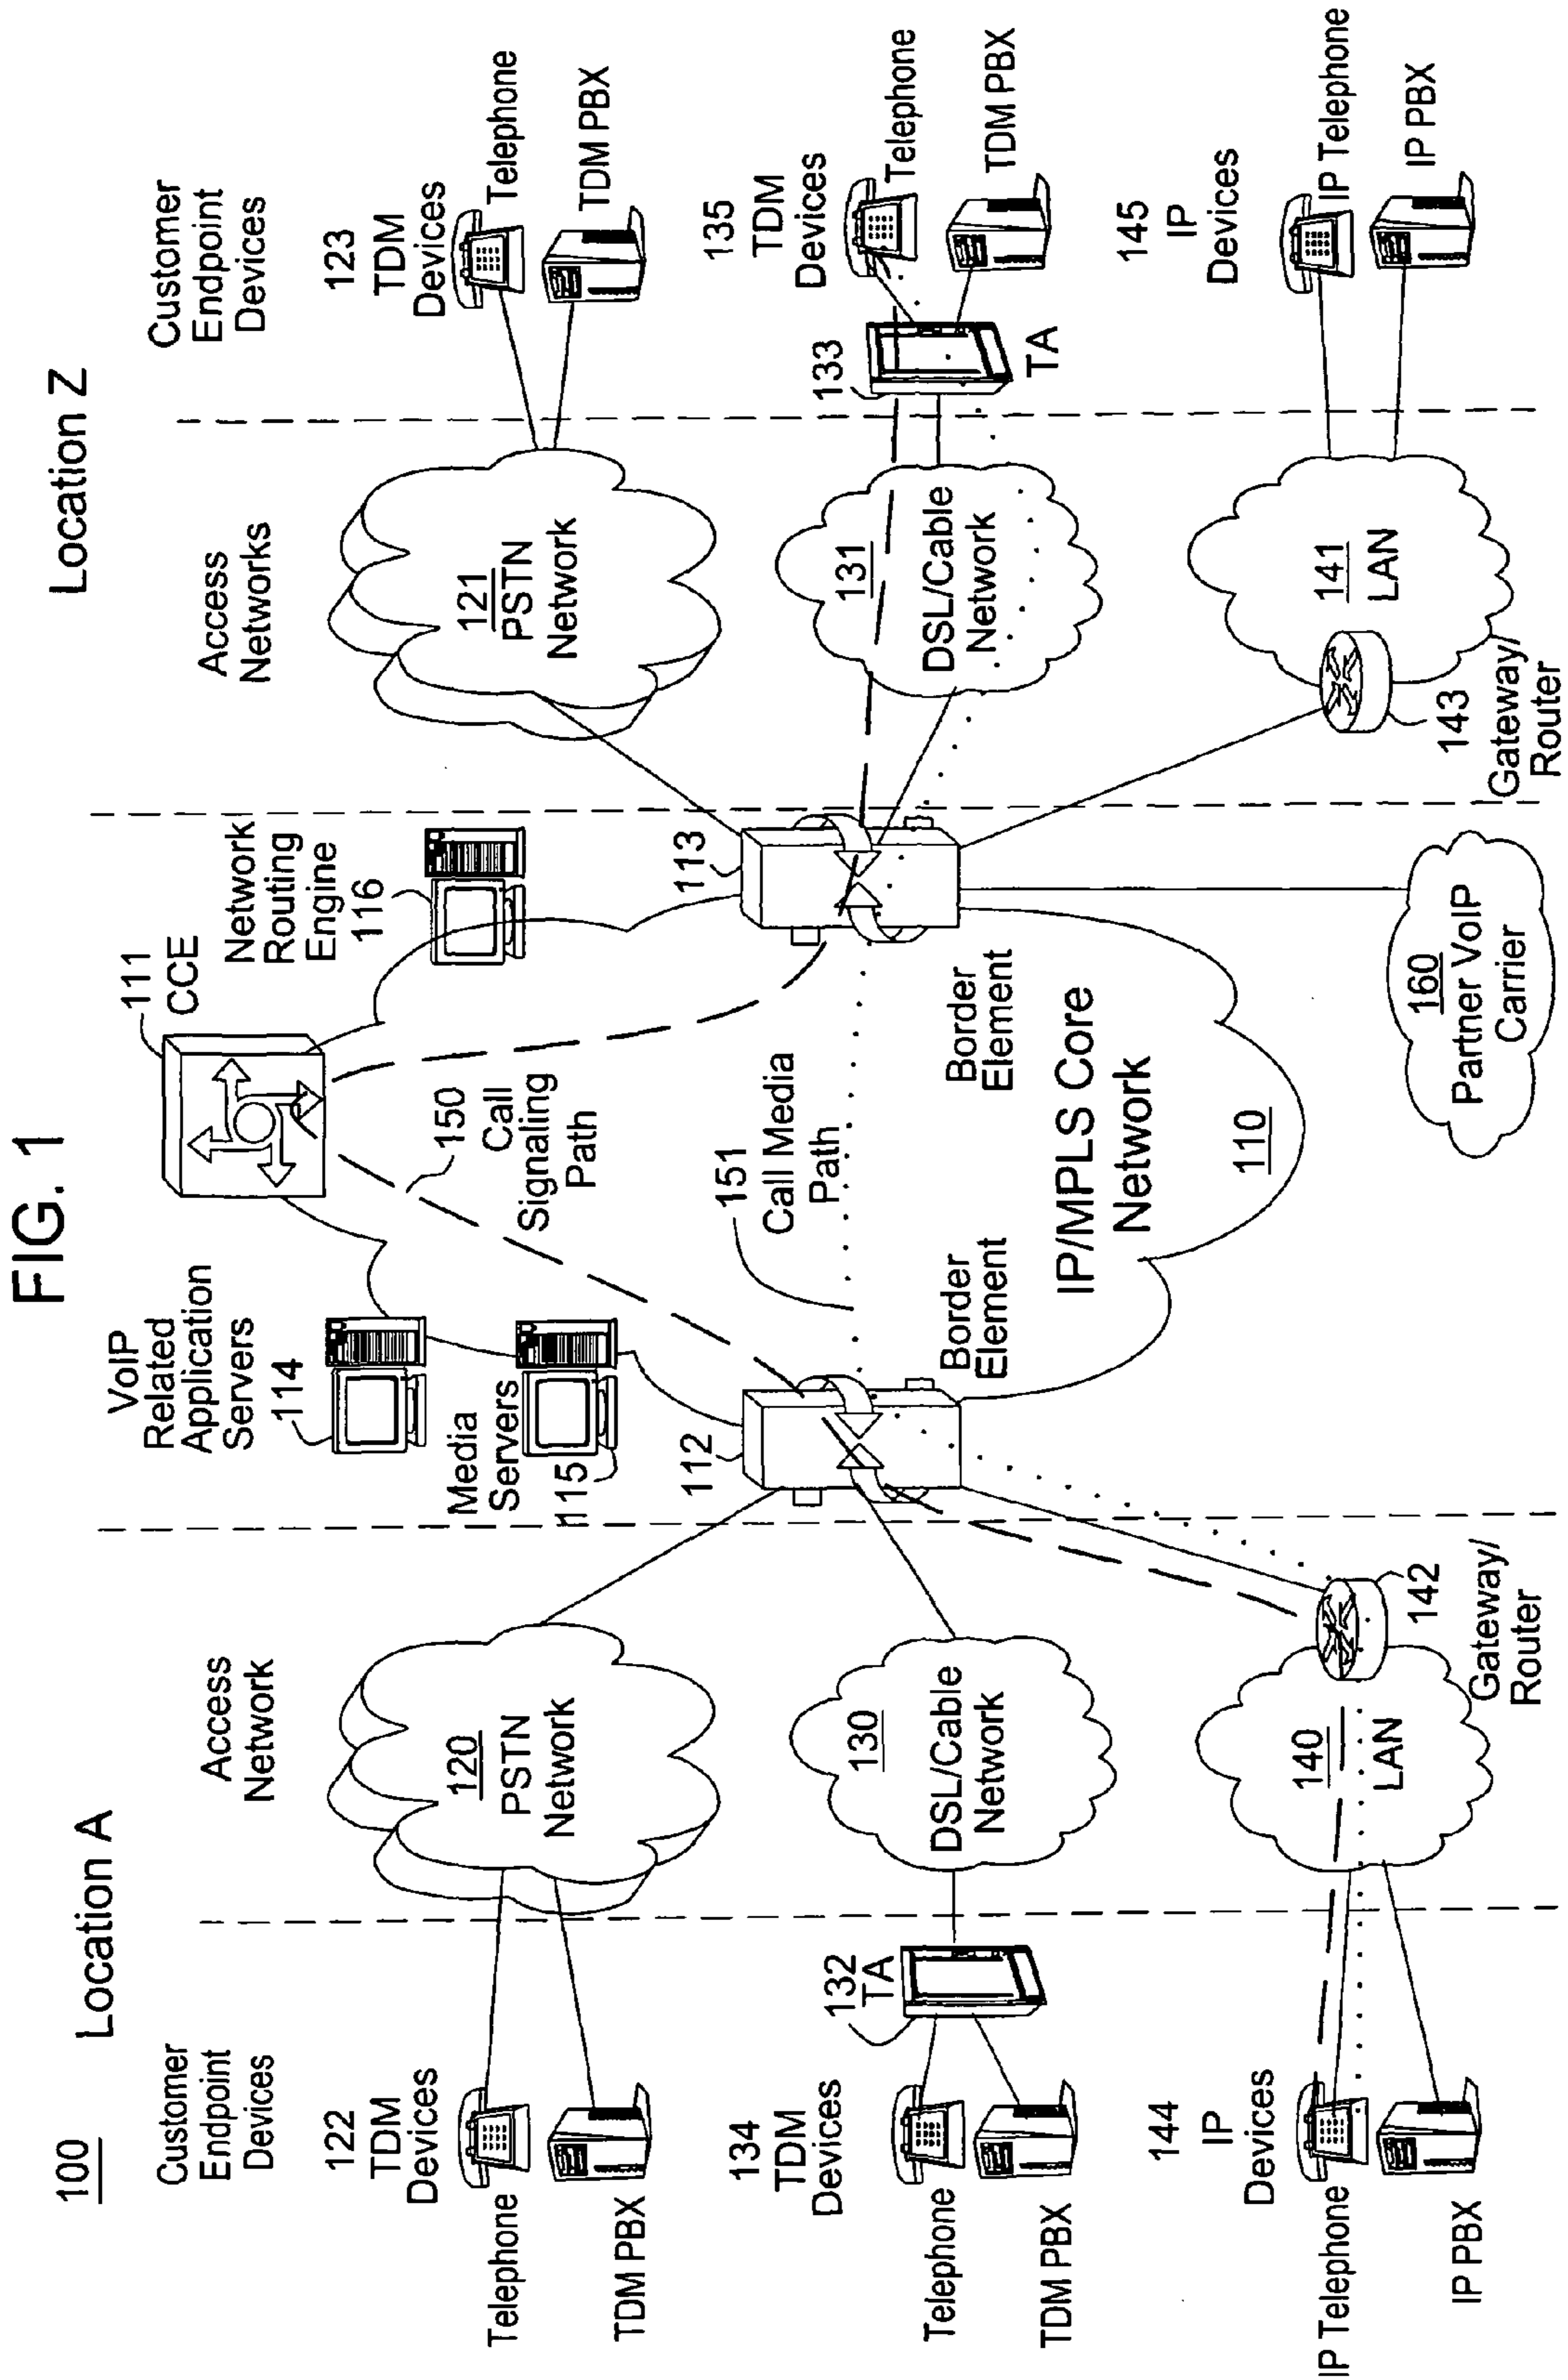 FIG. 1
100
Location A
Location Z
Customer
Endpoint
Devices
Access
Network
VoIP
Related
Application
Servers
114
111
CCE
Network
Routing
Engine
116
Access
Networks
Customer
Endpoint
Devices
122
TDM
Devices
Telephone
TDM PBX
120
PSTN
Network
Media
Servers
115
150
Call
Signaling
Path
121
PSTN
Network
123
TDM
Devices
Telephone
TDM PBX
112
151
Call Media
Path
113
134
TDM
Devices
Telephone
TDM PBX
132
TA
130
DSL/Cable
Network
Border
Element
Border
Element
131
DSL/Cable
Network
133
TA
135
TDM
Devices
Telephone
TDM PBX
IP/MPLS Core
Network
110
144
IP
Devices
IP Telephone
IP PBX
140
LAN
142
Gateway/
Router
160
Partner VoIP
Carrier
141
LAN
143
Gateway/
Router
145
IP
Devices
IP Telephone
IP PBX